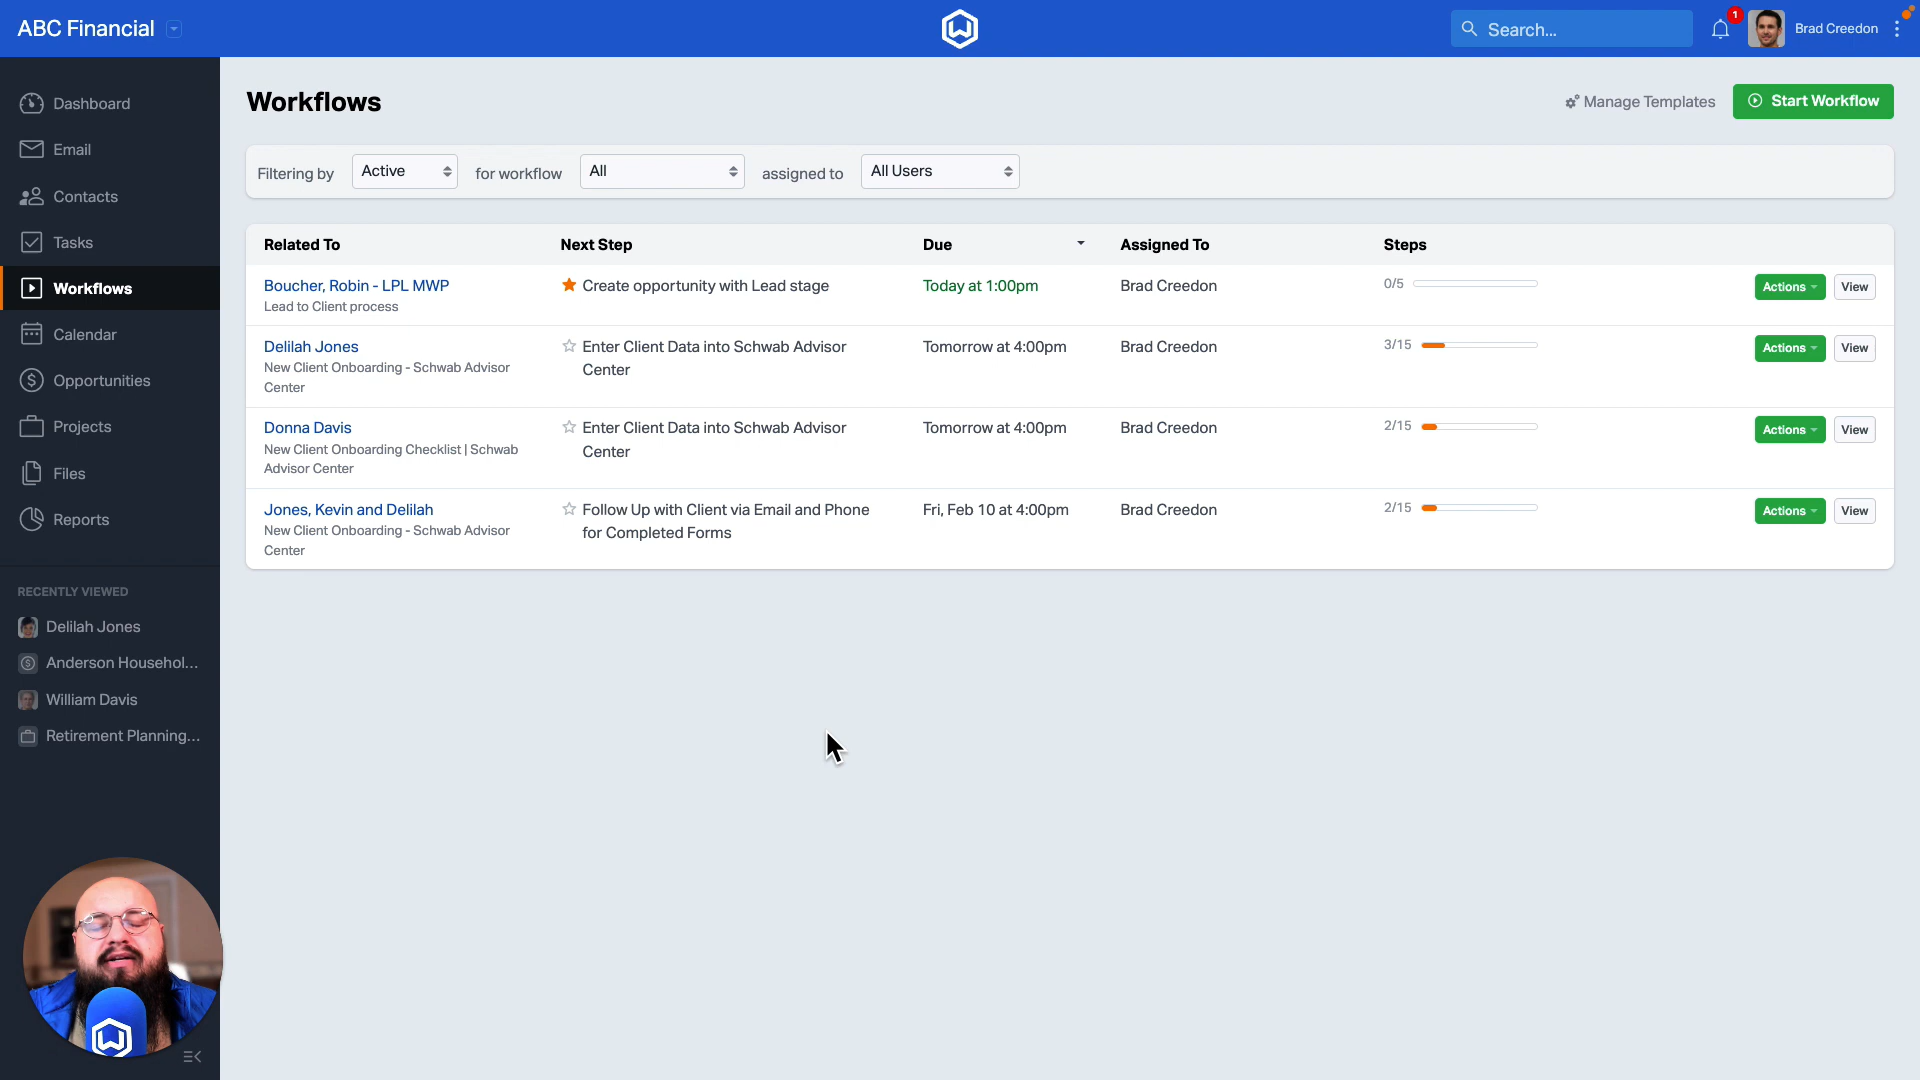 ABC Financial
Search...
1
Brad Creedon
Dashboard
Email
Contacts
Tasks
Workflows
Calendar
Opportunities
Projects
Files
Reports
RECENTLY VIEWED
Delilah Jones
Anderson Househol...
William Davis
Retirement Planning...
Workflows
Manage Templates
Start Workflow
Filtering by Active for workflow All assigned to All Users
Related To Next Step Due Assigned To Steps
Boucher, Robin - LPL MWP Create opportunity with Lead stage Today at 1:00pm Brad Creedon 0/5 Actions View
Lead to Client process
Delilah Jones Enter Client Data into Schwab Advisor Tomorrow at 4:00pm Brad Creedon 3/15 Actions View
New Client Onboarding - Schwab Advisor Center
Center
Donna Davis Enter Client Data into Schwab Advisor Tomorrow at 4:00pm Brad Creedon 2/15 Actions View
New Client Onboarding Checklist | Schwab Center
Advisor Center
Jones, Kevin and Delilah Follow Up with Client via Email and Phone Fri, Feb 10 at 4:00pm Brad Creedon 2/15 Actions View
New Client Onboarding - Schwab Advisor for Completed Forms
Center